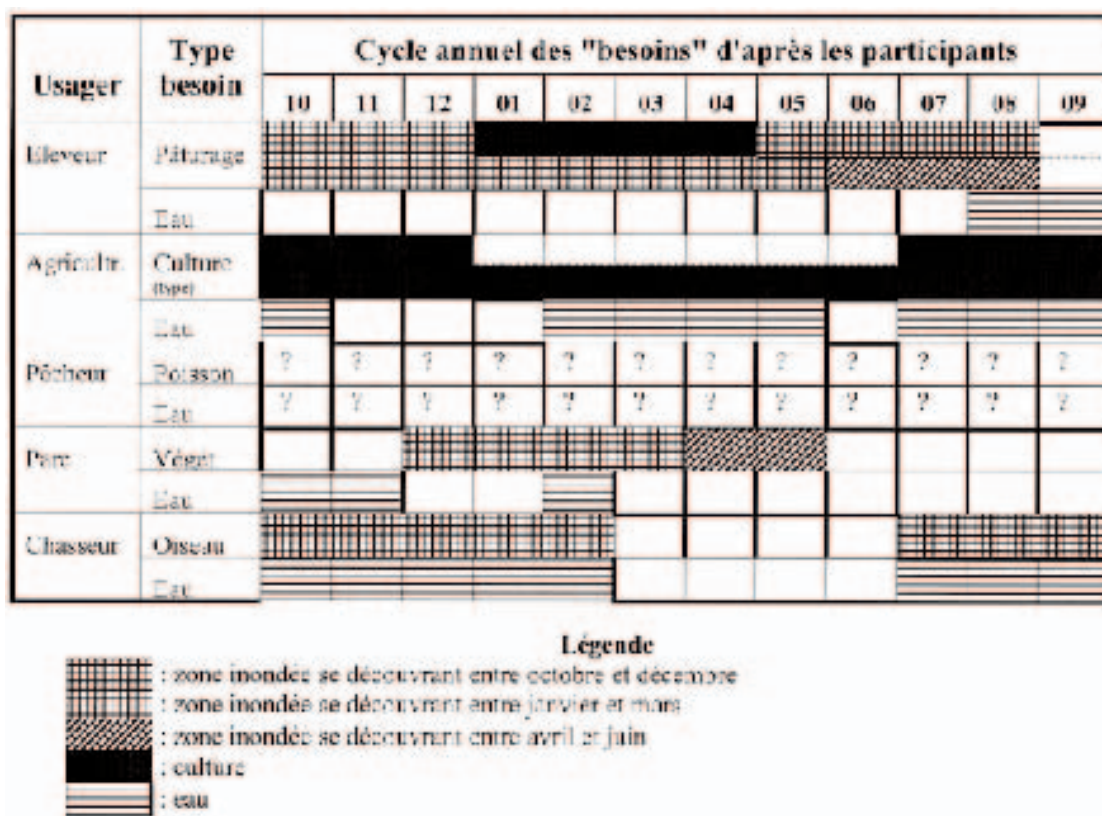 Usager Type besoin Cycle annuel des "besoins" d'après les participants
10 11 12 01 02 03 04 05 06 07 08 09
Eleveur Pâturage
Eau
Agricultr. Culture
(type)
Eau
Pêcheur Poisson ? ? ? ? ? ? ? ? ? ? ? ?
Eau ? ? ? ? ? ? ? ? ? ? ? ?
Parc Véget
Eau
Chasseur Oiseau
Eau
Légende
: zone inondée se découvrant entre octobre et décembre
: zone inondée se découvrant entre janvier et mars
: zone inondée se découvrant entre avril et juin
: culture
: eau